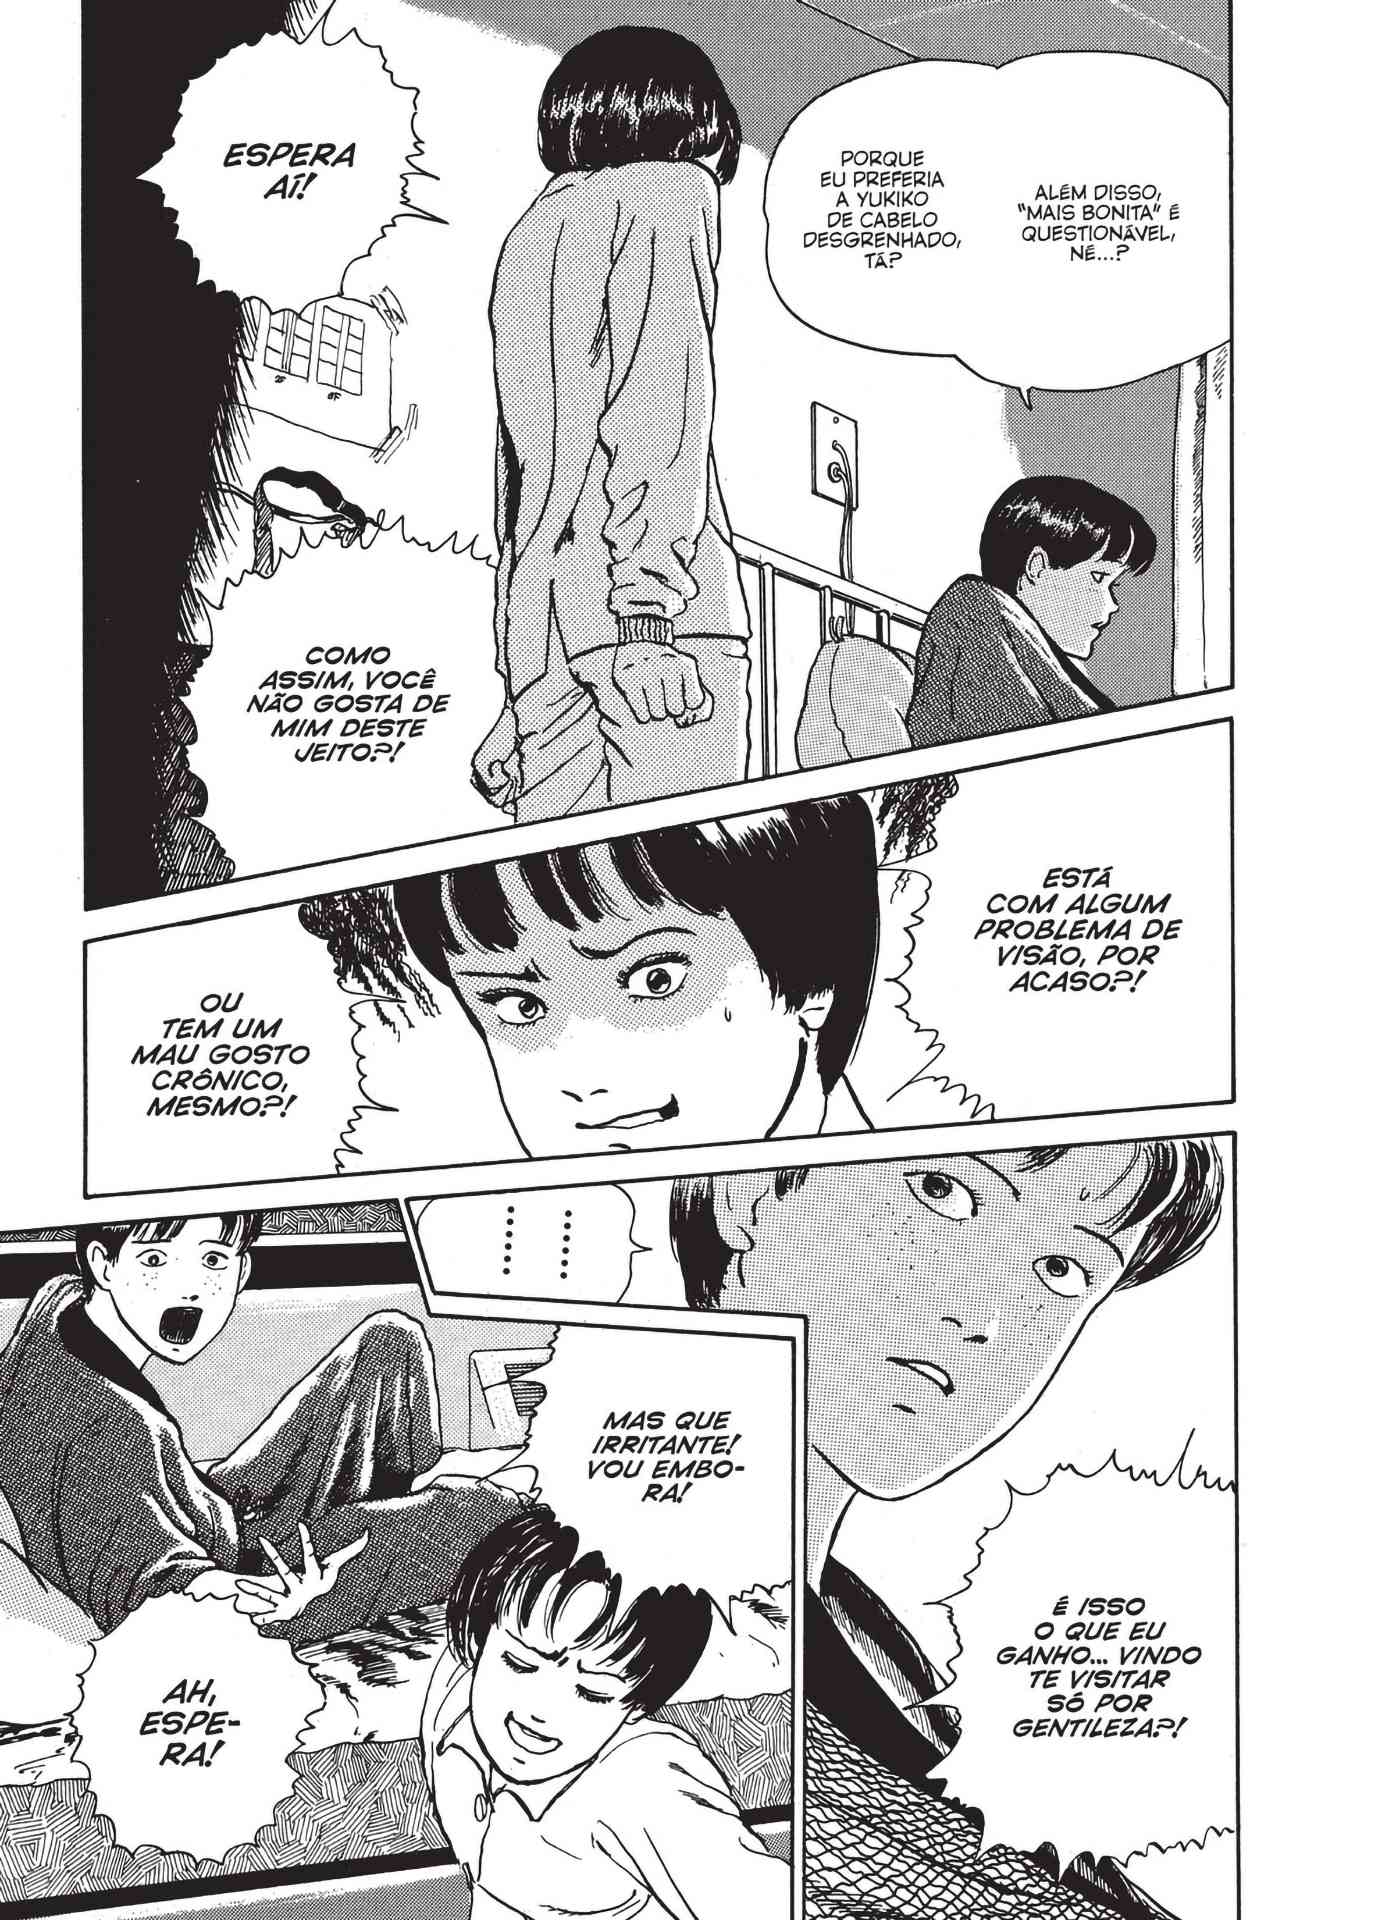 ALÉM DISSO,
"MAIS BONITA" É
QUESTIONÁVEL,
NÉ...?
PORQUE
EU PREFERIA
A YUKIKO
DE CABELO
DESGRENHADO,
TÁ?
ESPERA
AÍ!
COMO
ASSIM, VOCÊ
NÃO GOSTA DE
MIM DESTE
JEITO?!
ESTÁ
COM ALGUM
PROBLEMA DE
VISÃO, POR
ACASO?!
OU
TEM UM
MAU GOSTO
CRÔNICO,
MESMO?!
......
......
É ISSO
O QUE EU
GANHO... VINDO
TE VISITAR
SÓ POR
GENTILEZA?!
MAS QUE
IRRITANTE!
VOU EMBO-
RA!
AH,
ESPE-
RA!